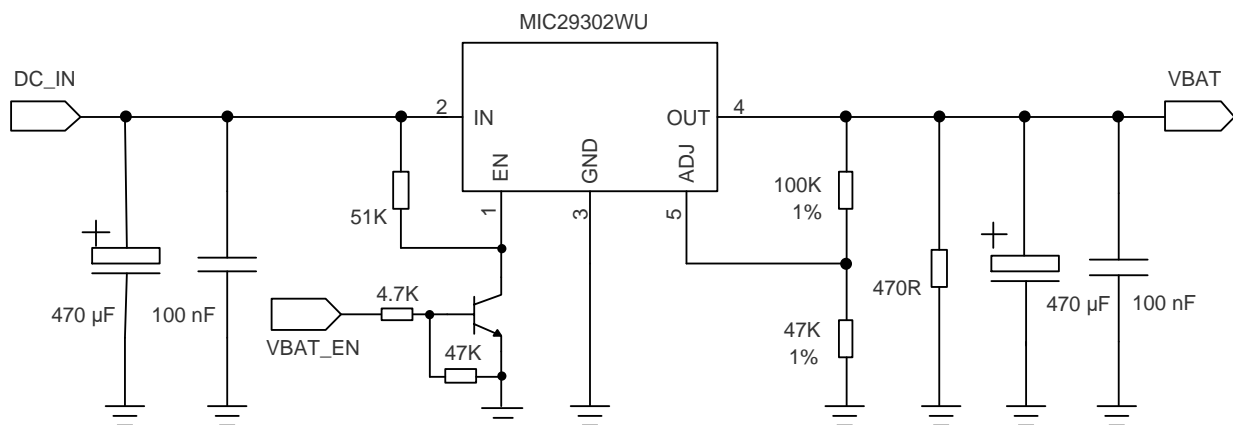 MIC29302WU
DC_IN
VBAT
2
IN
OUT
4
EN
GND
ADJ
1
3
5
51K
100K
1%
470 µF
100 nF
4.7K
VBAT_EN
47K
47K
1%
470R
470 µF
100 nF